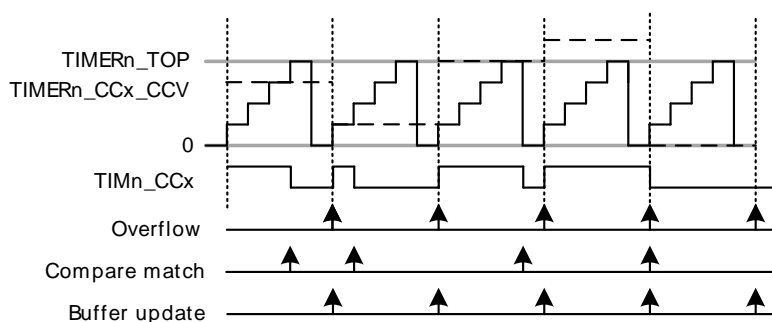 TIMERn_TOP
TIMERn_CCx_CCV
0
TIMn_CCx
Overflow
Compare match
Buffer update